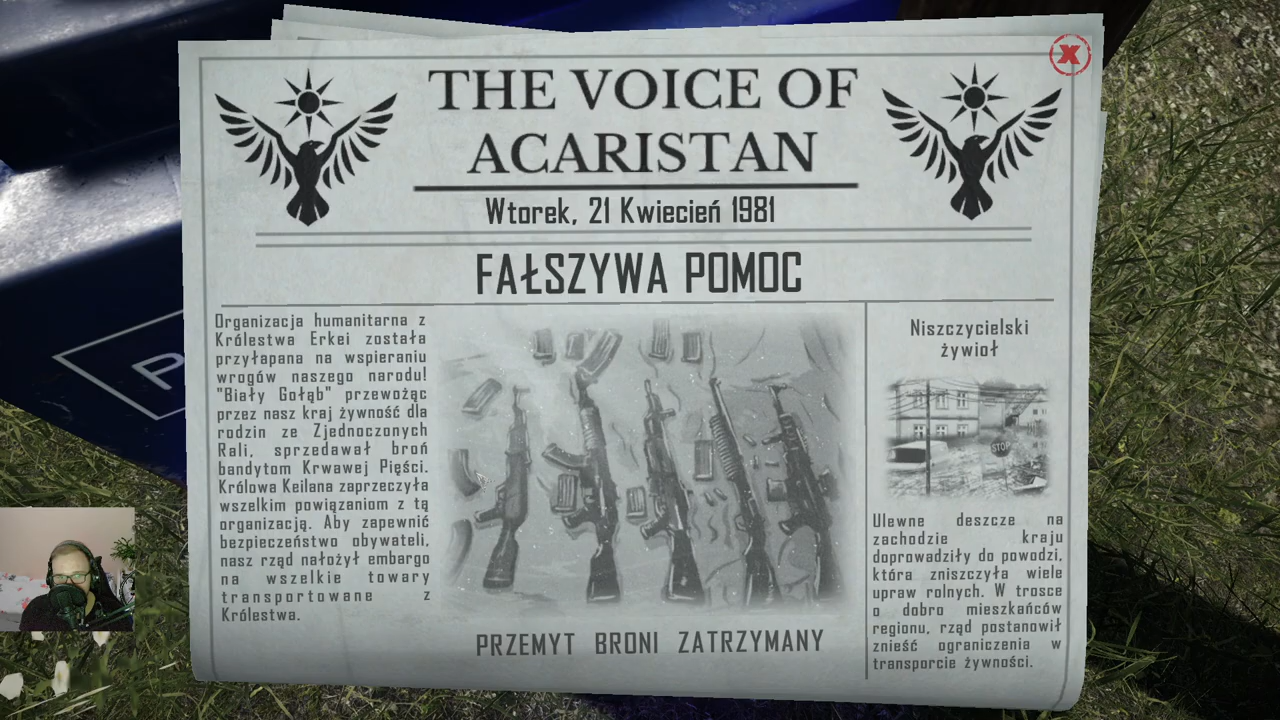 THE VOICE OF
ACARISTAN
Wtorek, 21 Kwiecień 1981
FAŁSZYWA POMOC
Organizacja humanitarna z
Królestwa Erkei została
przyłapana na wspieraniu
wrogów naszego narodu!
"Biały Gołąb" przewożąc
przez nasz kraj żywność dla
rodzin ze Zjednoczonych
Rali, sprzedawał broń
bandytom Krwawej Pięści.
Królowa Keilana zaprzeczyła
wszelkim powiązaniom z tą
organizacją. Aby zapewnić
bezpieczeństwo obywateli,
nasz rząd nałożył embargo
na wszelkie towary
transportowane z
Królestwa.
PRZEMYT BRONI ZATRZYMANY
Niszczycielski
żywioł
STOP
Ulewne deszcze na
zachodzie kraju
doprowadziły do powodzi,
która zniszczyła wiele
upraw rolnych. W trosce
o dobro mieszkańców
regionu, rząd postanowił
znieść ograniczenia w
transporcie żywności.
X
P